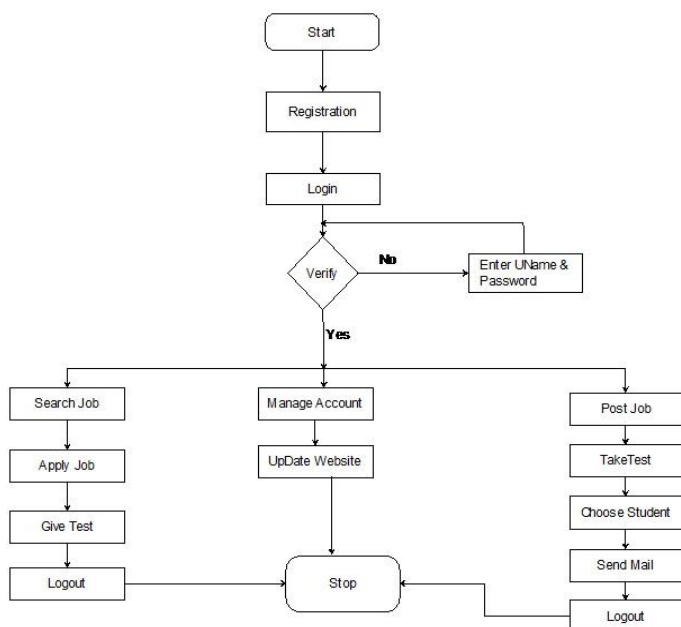 Start
Registration
Login
Verify
No
Enter UName &
Password
Yes
Search Job
Manage Account
Post Job
Apply Job
UpDate Website
TakeTest
Give Test
Choose Student
Logout
Stop
Send Mail
Logout